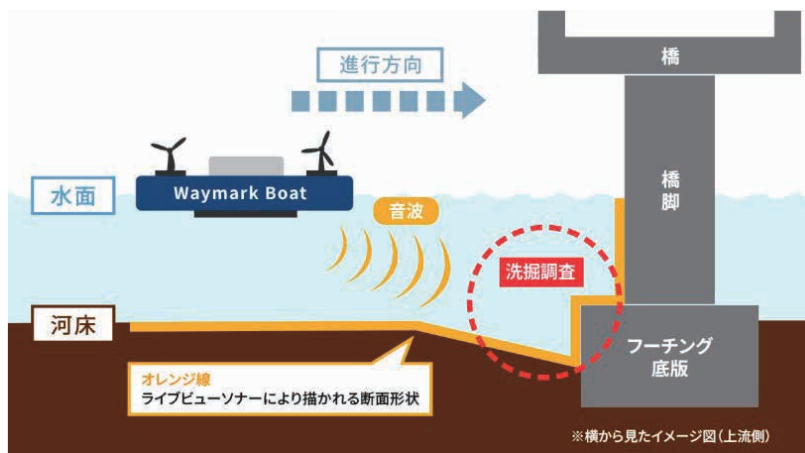 進行方向
橋
水面
Waymark Boat
音波
橋脚
洗掘調査
河床
フーチング
底版
オレンジ線
ライブビューソナーにより描かれる断面形状
※横から見たイメージ図(上流側)